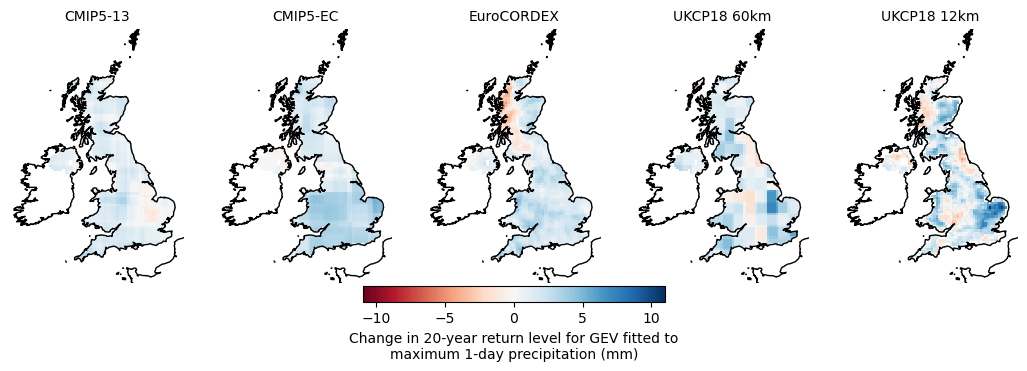 CMIP5-13 CMIP5-EC EuroCORDEX UKCP18 60km UKCP18 12km
−10 −5 0 5 10
Change in 20-year return level for GEV fitted to
maximum 1-day precipitation (mm)